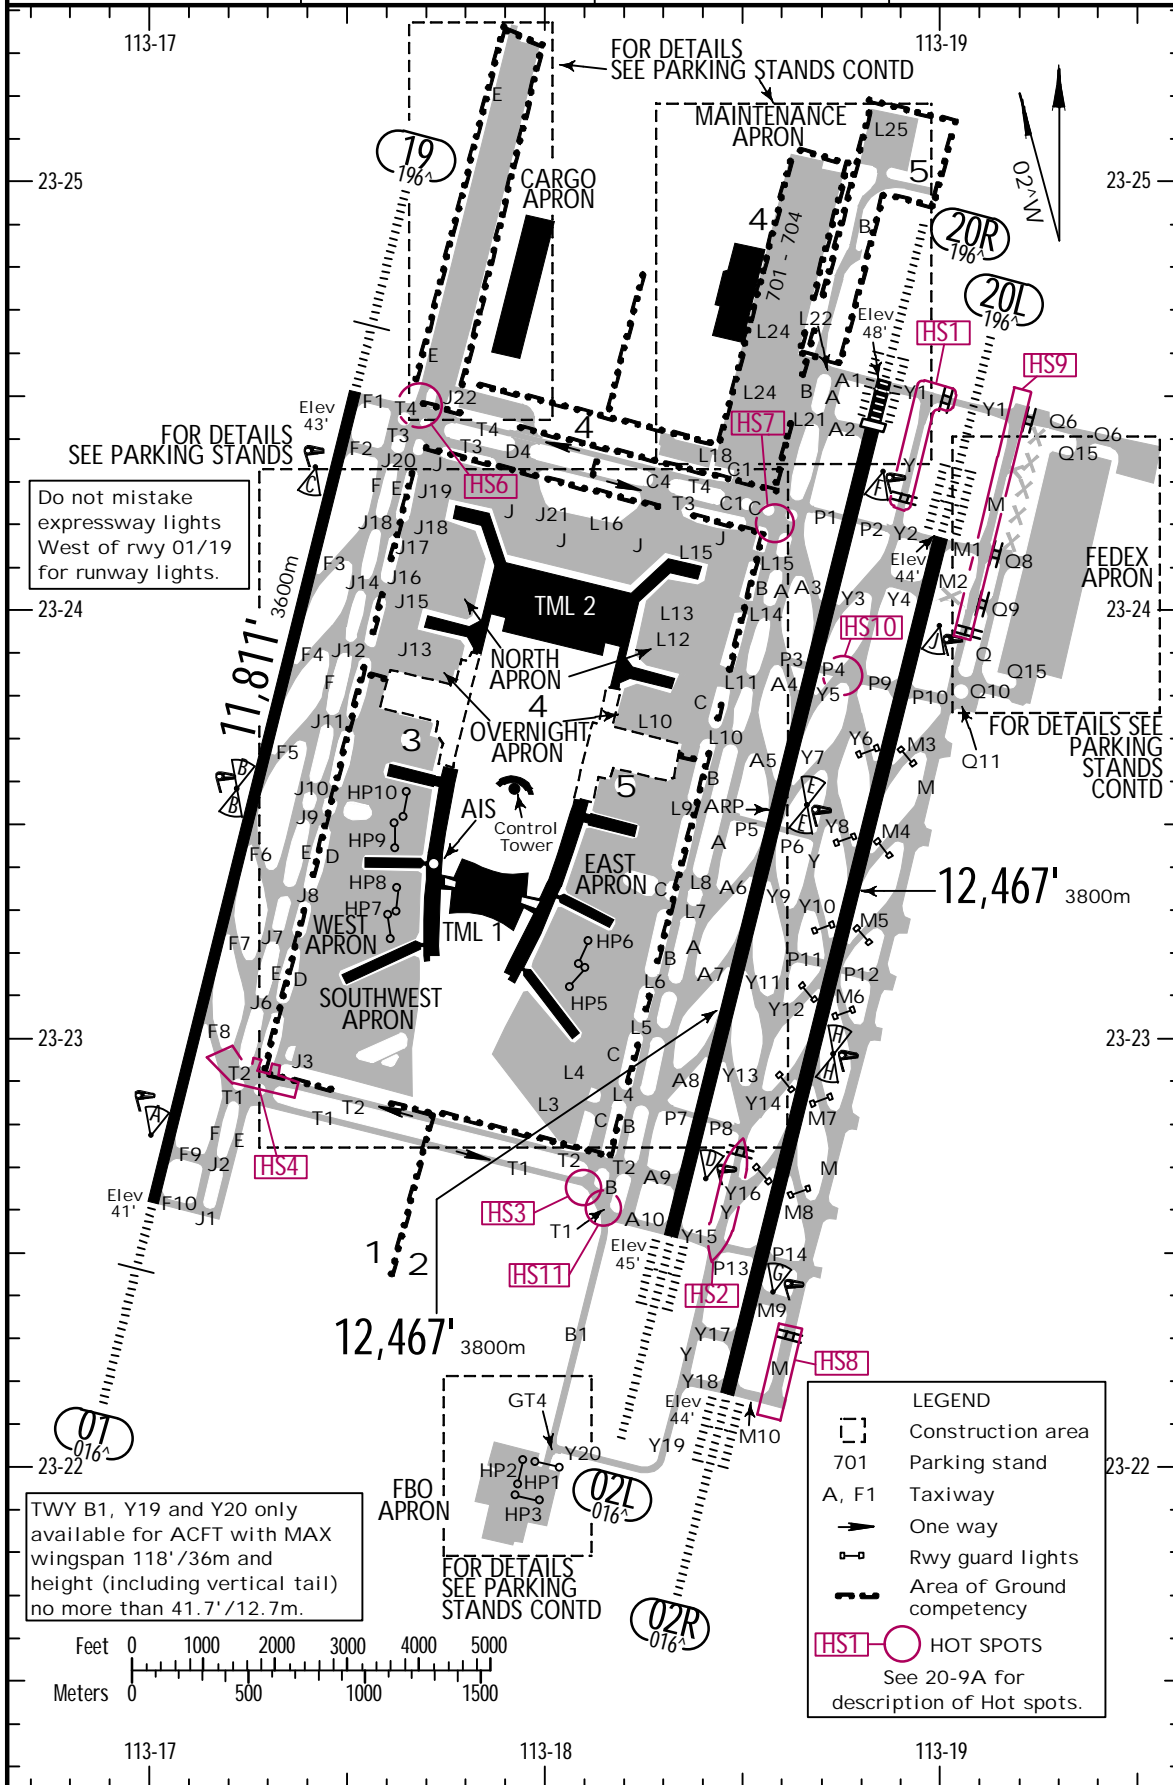 113-17
113-19
FOR DETAILS
SEE PARKING STANDS CONTD
MAINTENANCE
APRON
E
L25
19
196^
CARGO
APRON
5
02^W
23-25
23-25
4
701 - 704
B
20R
196^
20L
196^
L22
Elev
48'
HS1
L24
HS9
E
J22
A1
B
A
Y1
Y1
L24
Elev
43'
F1
T4
4
HS7
L21
A2
Q6
Q6
FOR DETAILS
SEE PARKING STANDS
T3
T4
T3
D4
F2
J20
J
L18
C1
Q15
C
HS6
C4
T4
F
Y
Do not mistake
expressway lights
West of rwy 01/19
for runway lights.
F
E
J19
J
J21
L16
T3
C1
C
M
J18
J18
J17
J
J
J
P1
P2
Y2
L15
Elev
44'
M1
Q8
FEDEX
APRON
3600m
F3
J14
J16
J15
L15
B
A
A3
Y3
Y4
M2
TML 2
L13
L14
Q9
23-24
23-24
HS10
L12
J
F4
J12
J13
NORTH
APRON
P3
P4
Q
Q15
11,811'
F
L11
A4
Y5
P9
P10
Q10
4
C
OVERNIGHT
APRON
L10
J11
3
L10
FOR DETAILS SEE
PARKING
STANDS
CONTD
F5
Y6
M3
Q11
A5
Y7
B
B
J10
HP10
AIS
5
B
M
E
J9
Control
Tower
L9
ARP
E
HP9
P5
Y8
M4
F6
E
D
A
P6
Y
EAST
APRON
HP8
J8
C
L8
A6
12,467' 3800m
HP7
Y9
Y10
WEST
APRON
TML 1
L7
M5
F7
J7
HP6
A
P11
E
D
B
A7
Y11
P12
SOUTHWEST
APRON
HP5
L6
M6
J6
Y12
L5
H
F8
23-23
23-23
C
H
J3
T2
L4
A8
Y13
T1
Y14
L4
A
T2
L3
M7
T1
C
B
P7
P8
F
E
M
F9
J2
HS4
T2
T2
D
T1
A9
Y16
Elev
41'
B
F10
J1
HS3
M8
Y
T1
A10
Y15
Elev
45'
P14
1
2
HS11
P13
G
HS2
M9
12,467' 3800m
B1
Y17
HS8
Y
M
Y18
Elev
44'
GT4
LEGEND
Construction area
01
016^
M10
Y19
Y20
701 Parking stand
23-22
23-22
HP2
HP1
02L
016^
FBO
APRON
A, F1 Taxiway
HP3
TWY B1, Y19 and Y20 only
available for ACFT with MAX
wingspan 118'/36m and
height (including vertical tail)
no more than 41.7'/12.7m.
One way
Rwy guard lights
FOR DETAILS
SEE PARKING
STANDS CONTD
Area of Ground
competency
02R
016^
HS1 HOT SPOTS
See 20-9A for
description of Hot spots.
Feet 0 1000 2000 3000 4000 5000
Meters 0 500 1000 1500
113-17
113-18
113-19